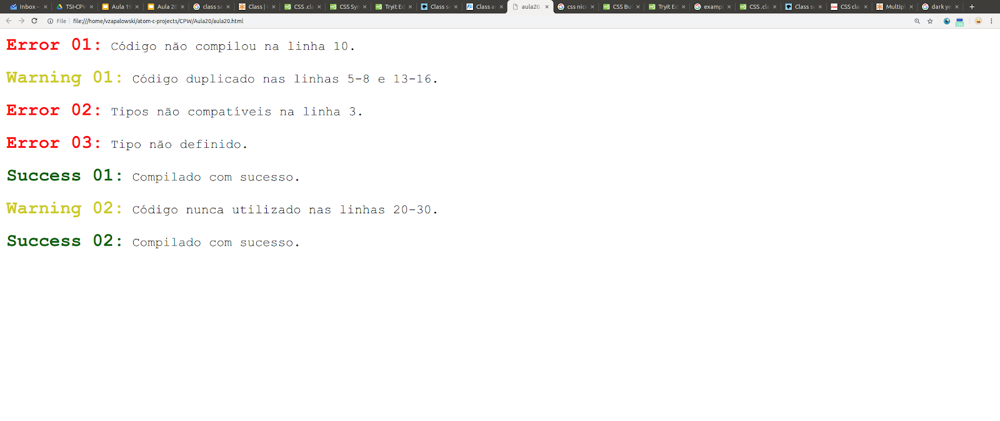 Inbox – TSI-CPW Aula 19 Aula 20 class se Class | CSS .cla CSS Sy Tryit Ed Class se Class a aula20. css nice CSS Bu Tryit Ed exampl CSS .cla Class s CSS cla Multip dark ye
File file:///home/vzapalowski/atom-c-projects/CPW/Aula20/aula20.html
Error 01: Código não compilou na linha 10.
Warning 01: Código duplicado nas linhas 5-8 e 13-16.
Error 02: Tipos não compatíveis na linha 3.
Error 03: Tipo não definido.
Success 01: Compilado com sucesso.
Warning 02: Código nunca utilizado nas linhas 20-30.
Success 02: Compilado com sucesso.